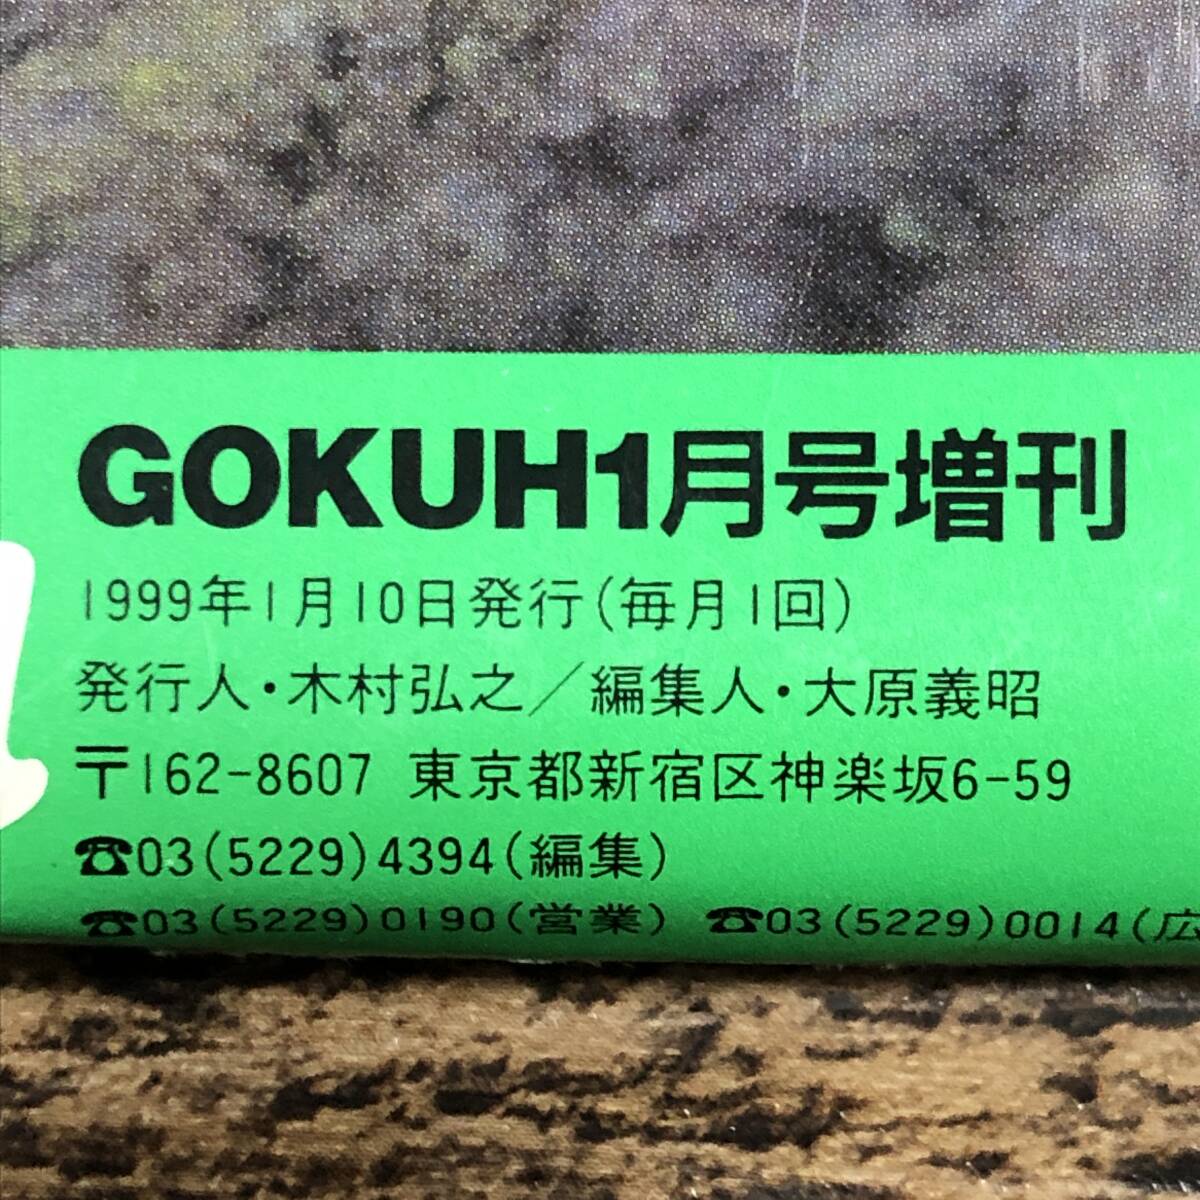 GOKUH1月号増刊
1999年1月10日発行(毎月1回)
発行人・木村弘之／編集人・大原義昭
〒162-8607 東京都新宿区神楽坂6-59
☎03(5229)4394(編集)
☎03(5229)0190(営業) ☎03(5229)0014(広